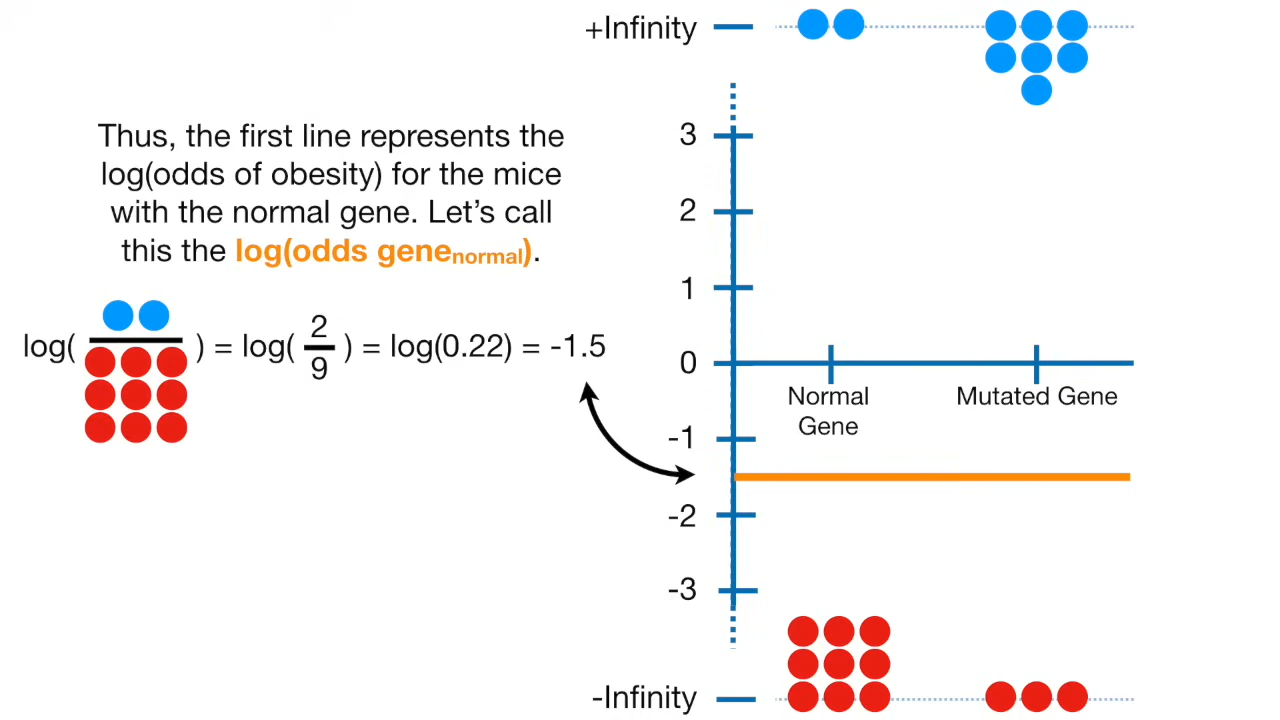 +Infinity
Thus, the first line represents the
log(odds of obesity) for the mice
with the normal gene. Let’s call
this the log(odds gene normal).
log( ) = log( 2/9 ) = log(0.22) = -1.5
3
2
1
0
Normal
Gene
Mutated Gene
-1
-2
-3
-Infinity